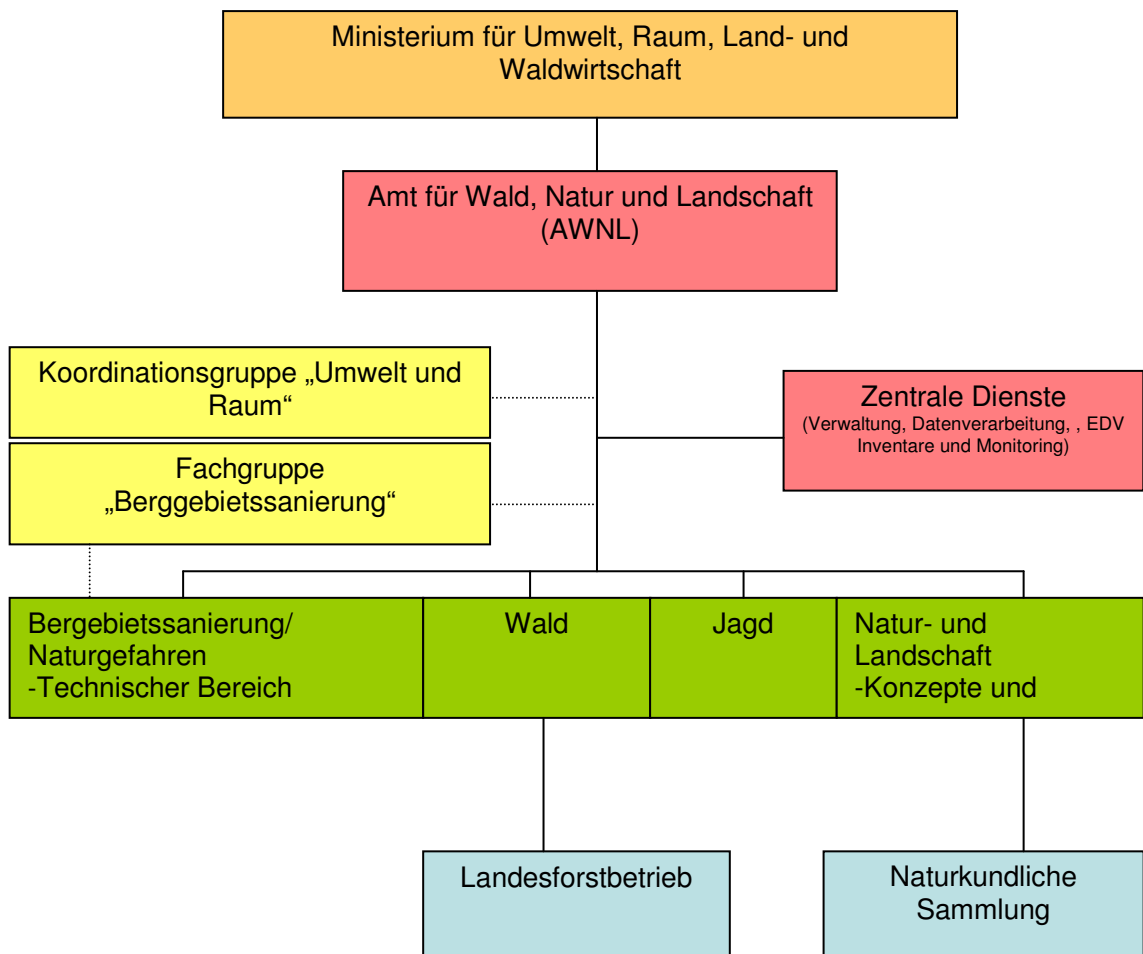 Ministerium für Umwelt, Raum, Land- und
Waldwirtschaft
Amt für Wald, Natur und Landschaft
(AWNL)
Koordinationsgruppe „Umwelt und
Raum“
Zentrale Dienste
(Verwaltung, Datenverarbeitung, , EDV
Inventare und Monitoring)
Fachgruppe
„Berggebietssanierung“
Bergebietssanierung/
Naturgefahren
-Technischer Bereich
Wald
Jagd
Natur- und
Landschaft
-Konzepte und
Landesforstbetrieb
Naturkundliche
Sammlung